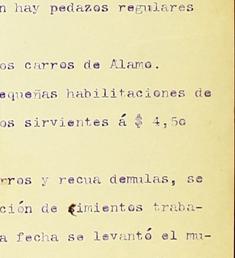 n hay pedazos regulares
os carros de Alamo.
equeñas habilitaciones de
os sirvientes á $ 4,50
rros y recua demulas, se
ción de cimientos traba-
a fecha se levantó el mu-